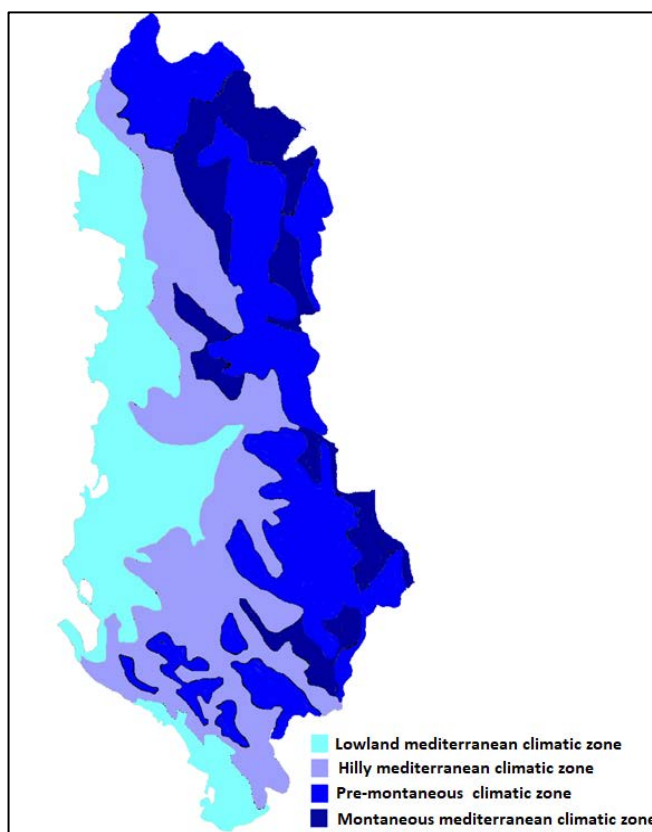 Lowland mediterranean climatic zone
Hilly mediterranean climatic zone
Pre-montaneous climatic zone
Montaneous mediterranean climatic zone